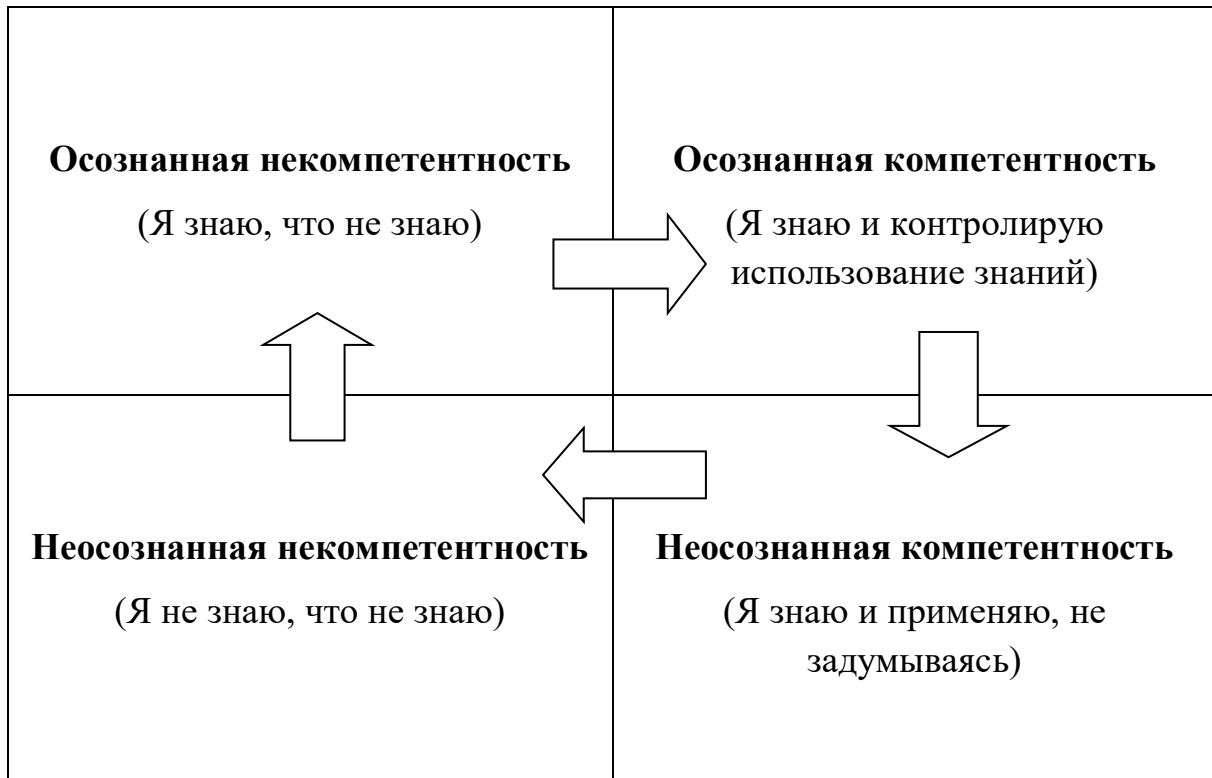 Осознанная некомпетентность
(Я знаю, что не знаю)
Осознанная компетентность
(Я знаю и контролирую
использование знаний)
Неосознанная некомпетентность
(Я не знаю, что не знаю)
Неосознанная компетентность
(Я знаю и применяю, не
задумываясь)